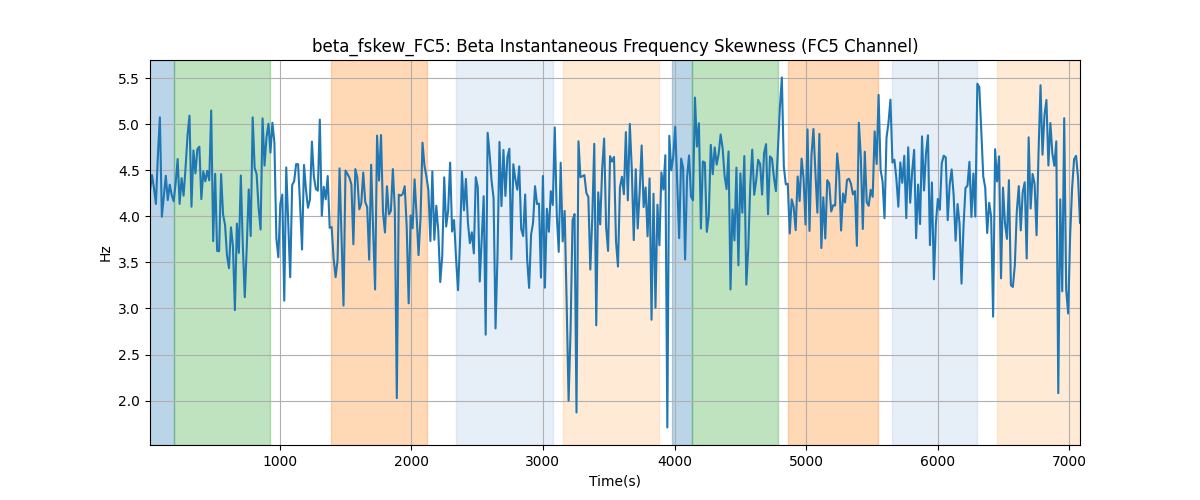 beta_fskew_FC5: Beta Instantaneous Frequency Skewness (FC5 Channel)
Hz
5.5
5.0
4.5
4.0
3.5
3.0
2.5
2.0
1000 2000 3000 4000 5000 6000 7000
Time(s)